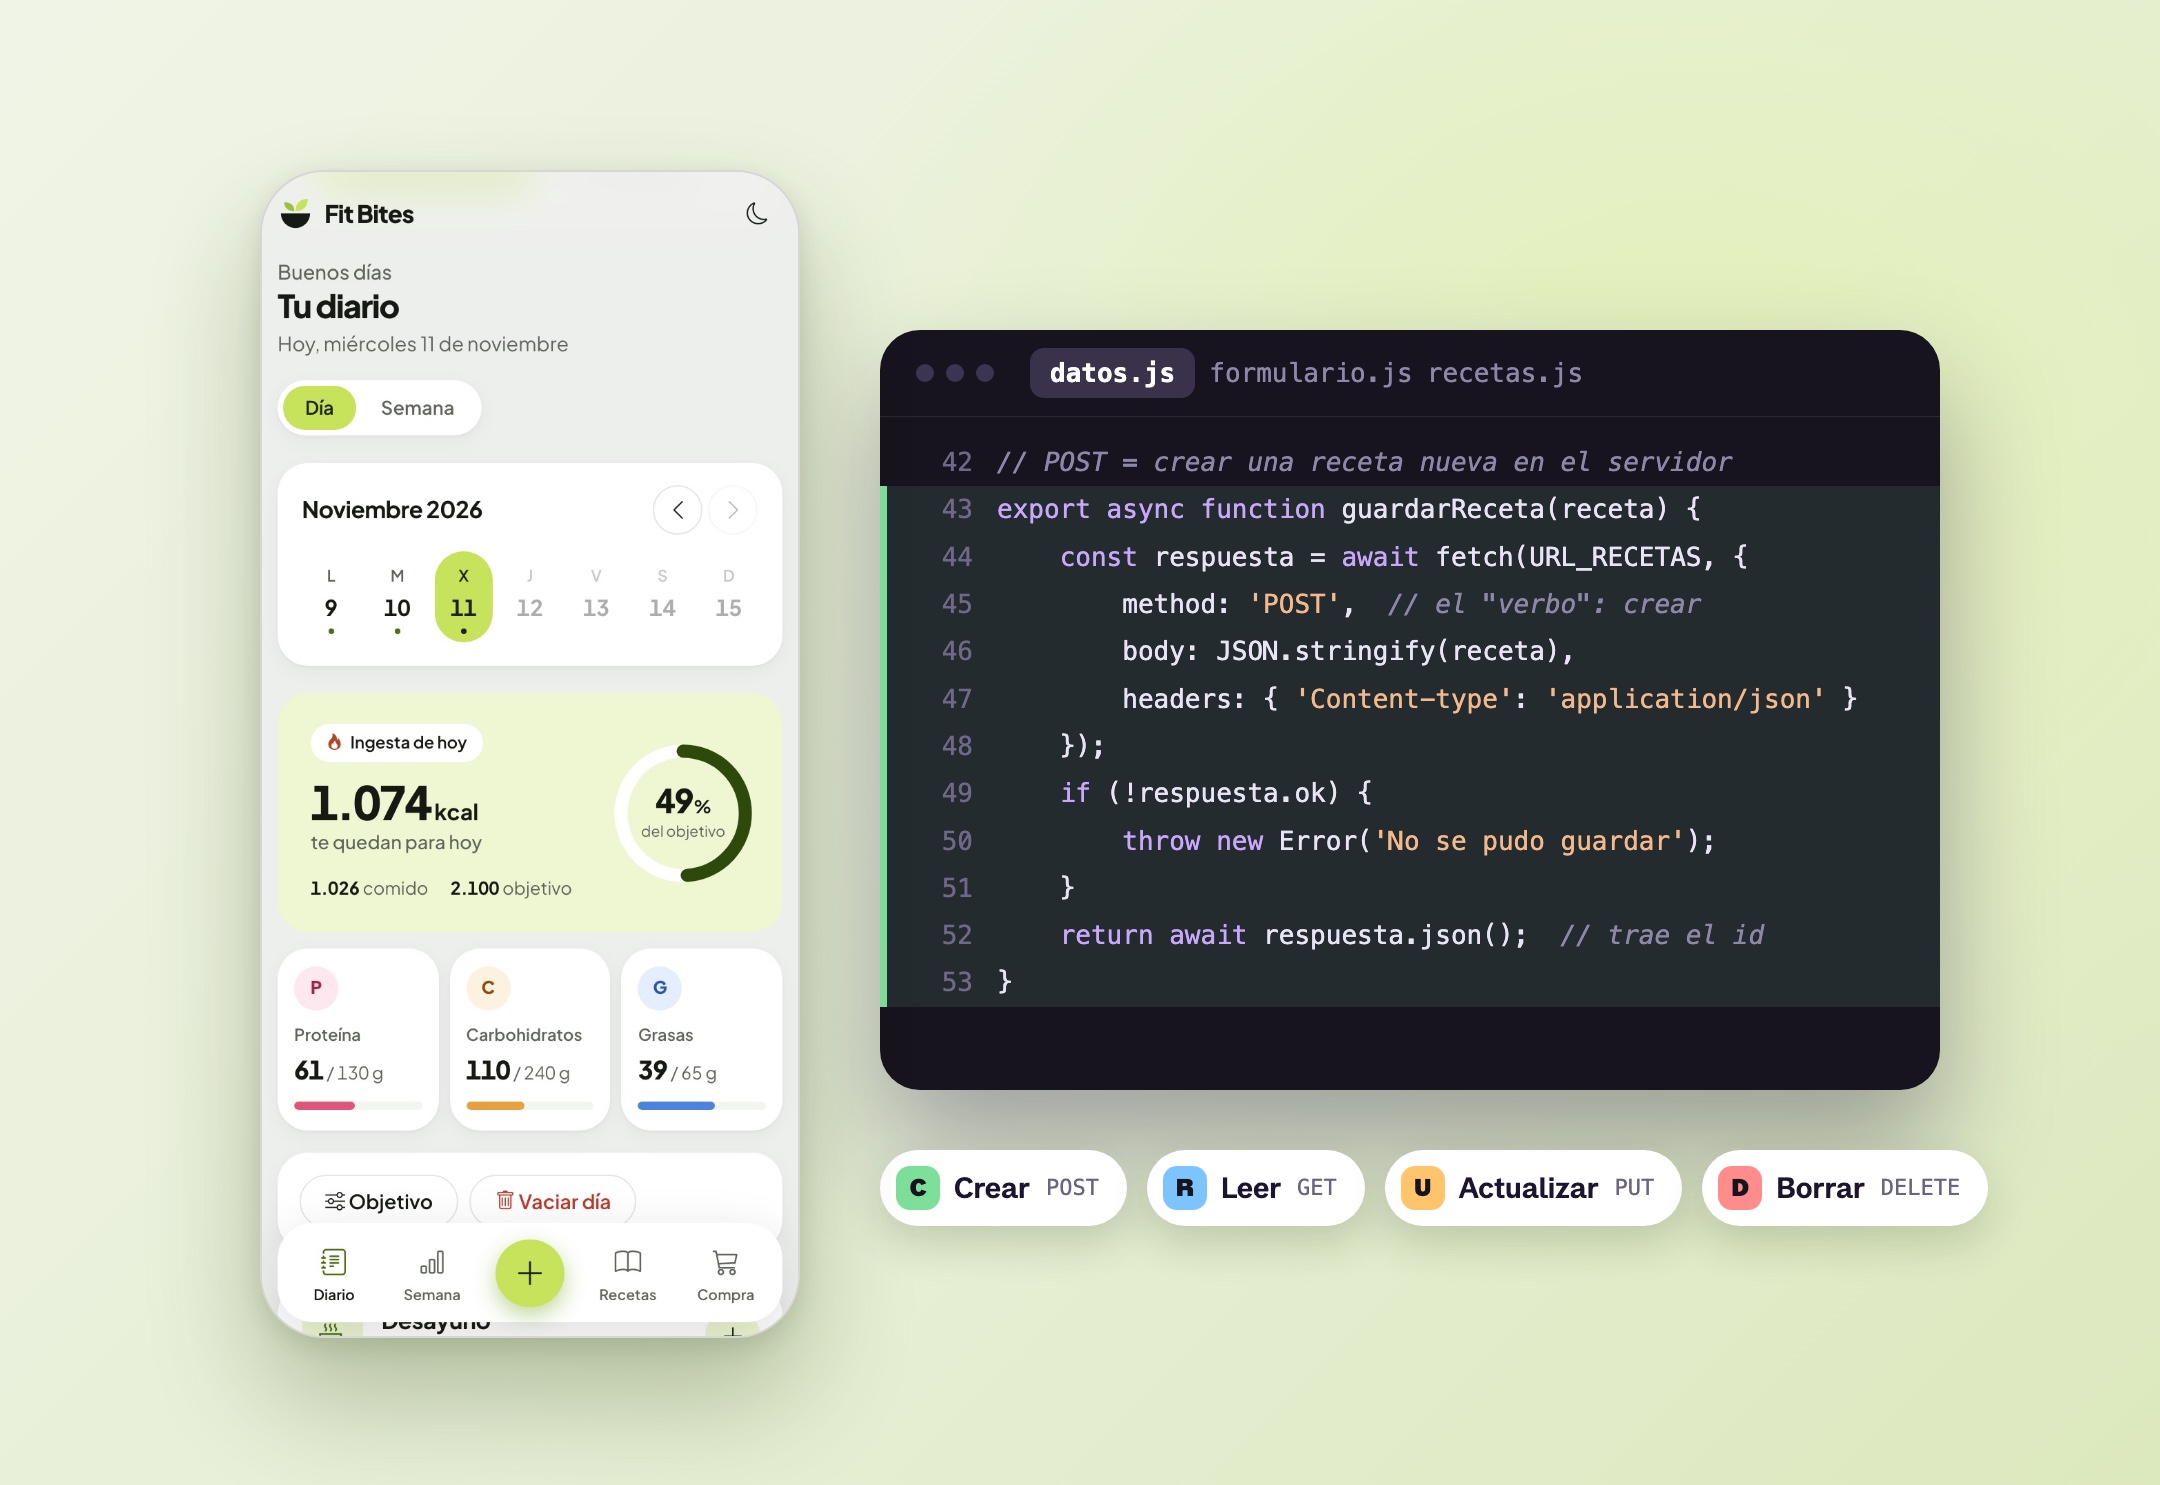 Fit Bites
Buenos días
Tu diario
Hoy, miércoles 11 de noviembre
Día Semana
Noviembre 2026
L M X J V S D
9 10 11 12 13 14 15
Ingesta de hoy
1.074 kcal
te quedan para hoy
1.026 comido 2.100 objetivo
49%
del objetivo
P C G
Proteína Carbohidratos Grasas
61 / 130 g 110 / 240 g 39 / 65 g
Objetivo Vaciar día
Diario Semana + Recetas Compra
Desayuno +
datos.js formulario.js recetas.js
42 // POST = crear una receta nueva en el servidor
43 export async function guardarReceta(receta) {
44     const respuesta = await fetch(URL_RECETAS, {
45         method: 'POST',  // el "verbo": crear
46         body: JSON.stringify(receta),
47         headers: { 'Content-type': 'application/json' }
48     });
49     if (!respuesta.ok) {
50         throw new Error('No se pudo guardar');
51     }
52     return await respuesta.json();  // trae el id
53 }
C Crear POST
R Leer GET
U Actualizar PUT
D Borrar DELETE